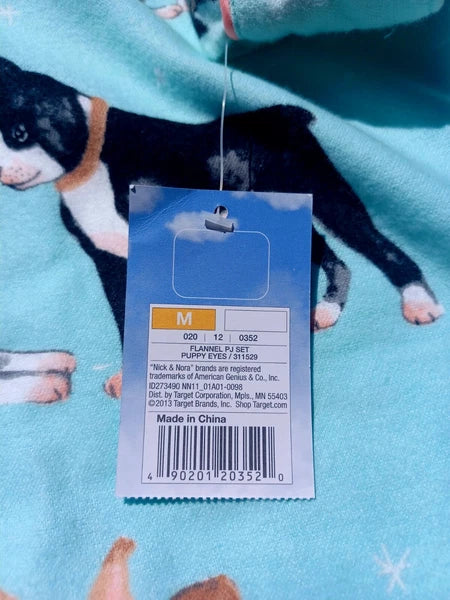 M
020 | 12 | 0352
FLANNEL PJ SET
PUPPY EYES / 311529
"Nick & Nora" brands are registered
trademarks of American Genius & Co., Inc.
ID273490 NN11_01A01-0098
Dist. by Target Corporation, Mpls., MN 55403
©2013 Target Brands, Inc. Shop Target.com
Made in China
4 90201 20352 0